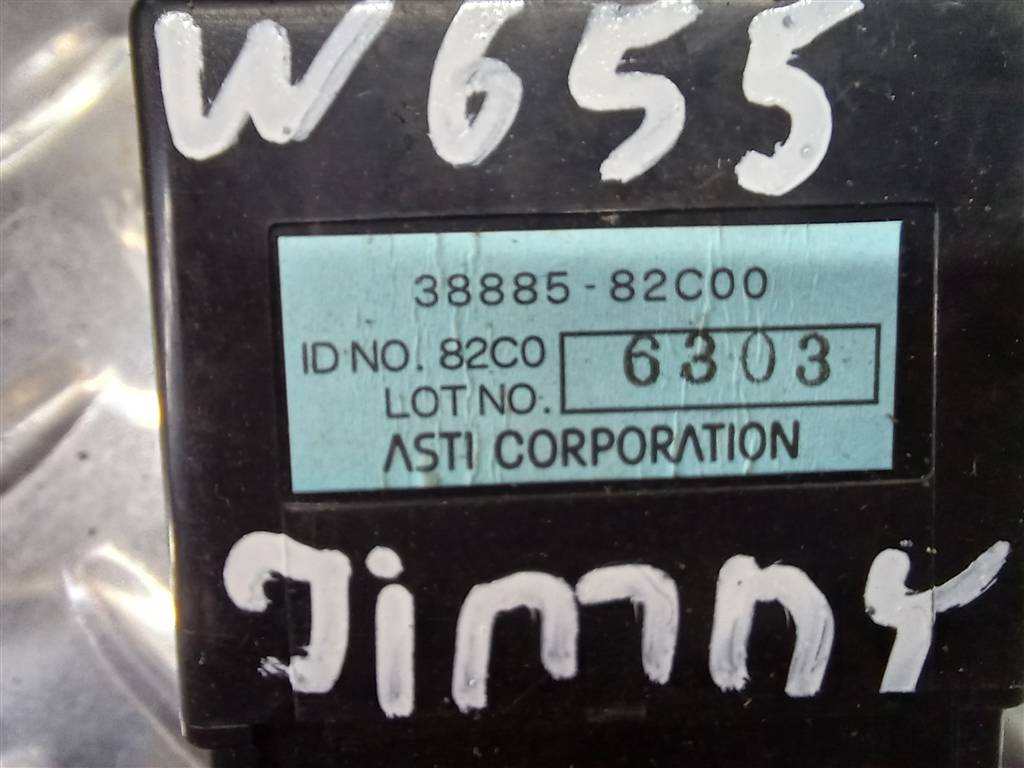 W655
38885-82C00
ID NO. 82C0
6303
LOT NO.
ASTI CORPORATION
Jimny